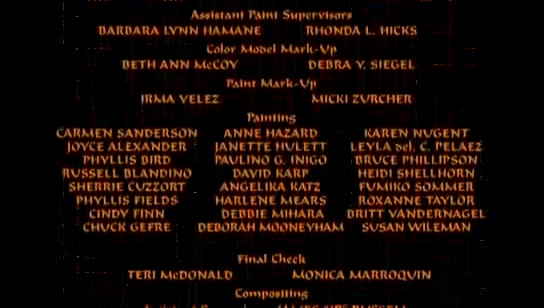 Assistant Paint Supervisors
BARBARA LYNN HAMANE RHONDA L. HICKS
Color Model Mark-Up
BETH ANN McCOY DEBRA Y. SIEGEL
Paint Mark-Up
IRMA VELEZ MICKI ZURCHER
Painting
CARMEN SANDERSON ANNE HAZARD KAREN NUGENT
JOYCE ALEXANDER JANETTE HULETT LEYLA del. C. PELAEZ
PHYLLIS BIRD PAULINO G. INIGO BRUCE PHILLIPSON
RUSSELL BLANDINO DAVID KARP HEIDI SHELLHORN
SHERRIE CUZZORT ANGELIKA KATZ FUMIKO SOMMER
PHYLLIS FIELDS HARLENE MEARS ROXANNE TAYLOR
CINDY FINN DEBBIE MIHARA BRITT VANDERNAGEL
CHUCK GEFRE DEBORAH MOONEYHAM SUSAN WILEMAN
Final Check
TERI McDONALD MONICA MARROQUIN
Compositing